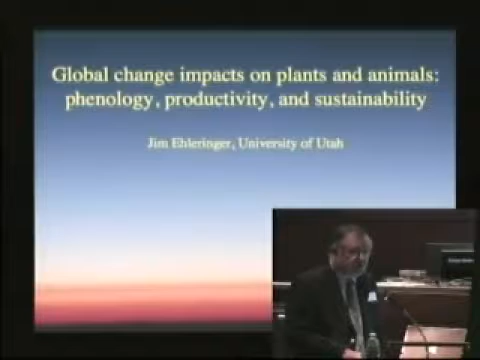 Global change impacts on plants and animals:
phenology, productivity, and sustainability
Jim Ehleringer, University of Utah